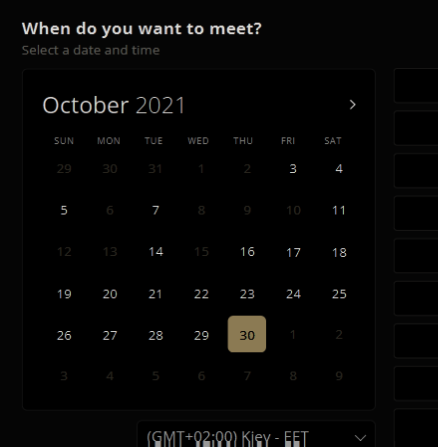 When do you want to meet?
Select a date and time
October 2021
SUN MON TUE WED THU FRI SAT
29 30 31 1 2 3 4
5 6 7 8 9 10 11
12 13 14 15 16 17 18
19 20 21 22 23 24 25
26 27 28 29 30 1 2
3 4 5 6 7 8 9
(GMT+02:00) Kiev - EET